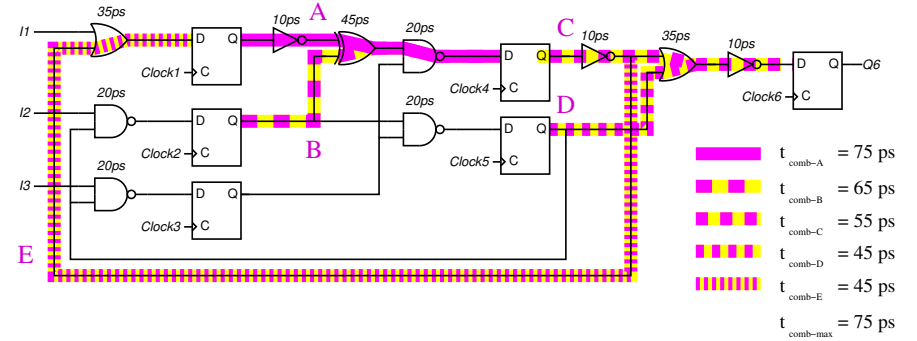 35ps
10ps
A
45ps
20ps
C
10ps
35ps
10ps
I1
D Q
Clock1 C
D Q
Clock4 C
D Q
Clock6 C
Q6
20ps
I2
D Q
Clock2 C
B
20ps
D
D Q
Clock5 C
20ps
I3
D Q
Clock3 C
E
t comb-A = 75 ps
t comb-B = 65 ps
t comb-C = 55 ps
t comb-D = 45 ps
t comb-E = 45 ps
t comb-max = 75 ps